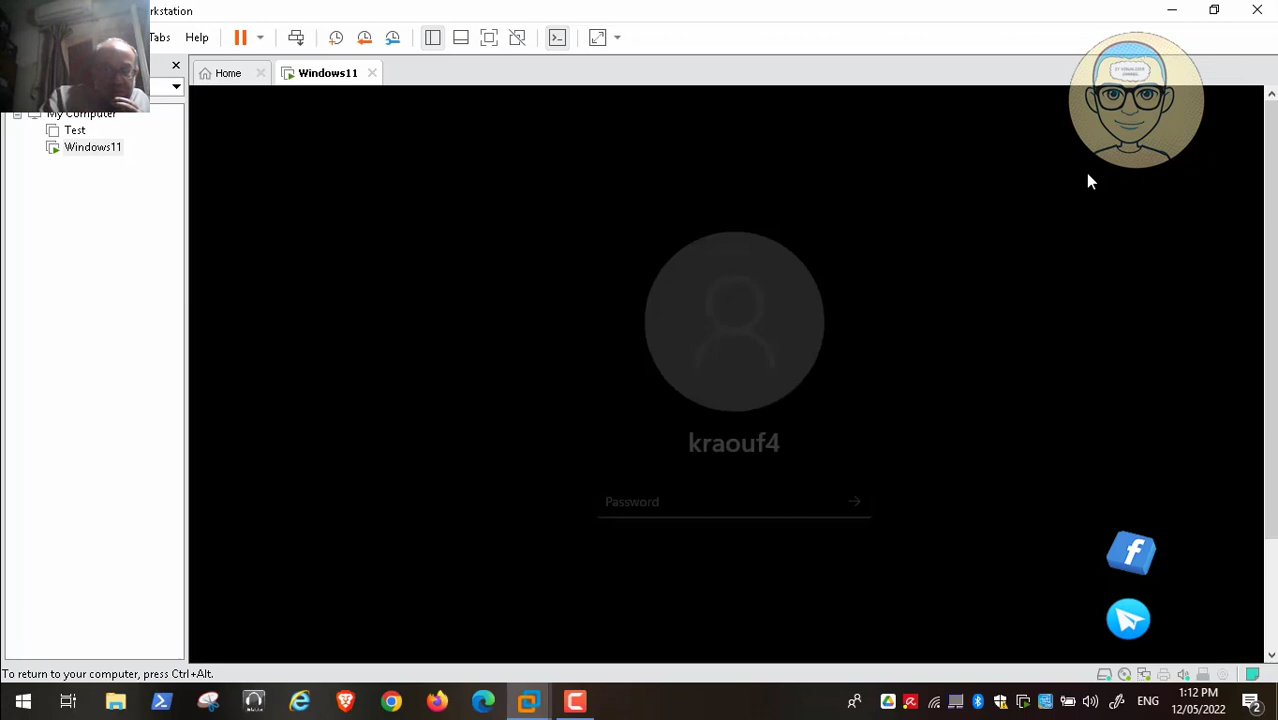 rkstation
Tabs Help
Home
Windows11
My Computer
Test
Windows11
kraouf4
Password
To return to your computer, press Ctrl+Alt.
ENG
1:12 PM
12/05/2022
2